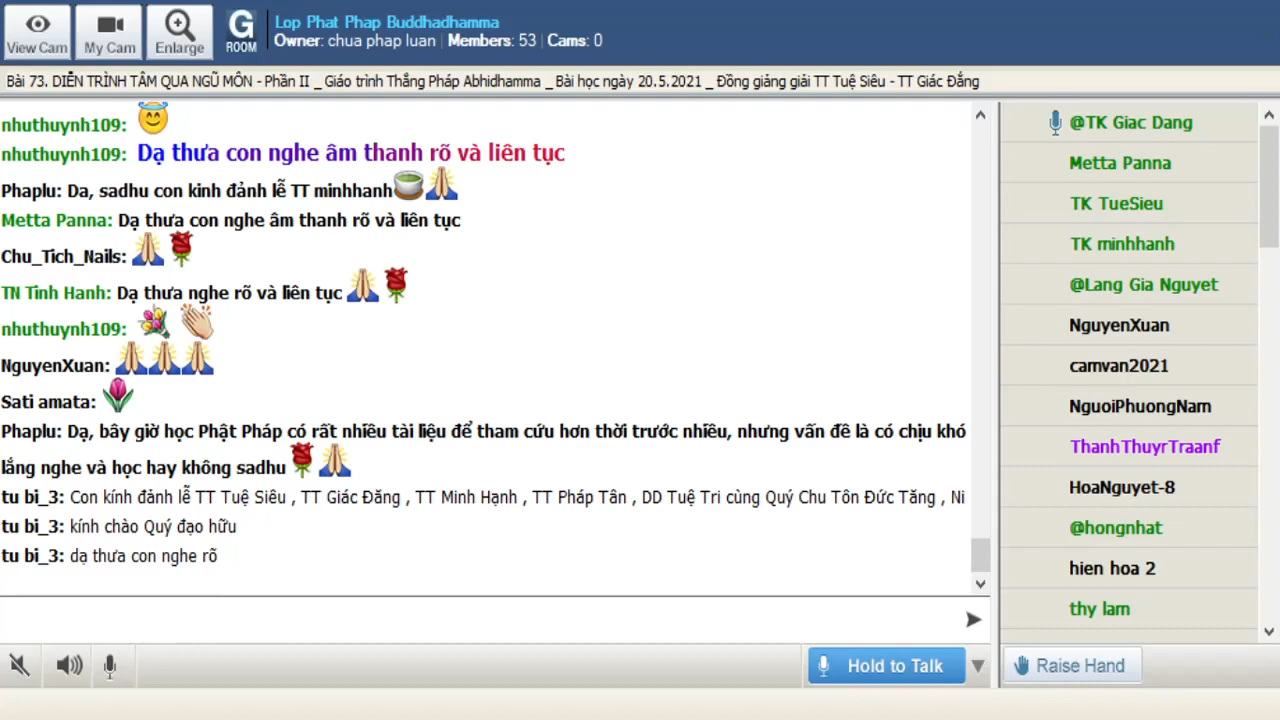 View Cam
My Cam
Enlarge
G
ROOM
Lop Phat Phap Buddhadhamma
Owner: chua phap luan | Members: 53 | Cams: 0
Bài 73. DIỄN TRÌNH TÂM QUA NGŨ MÔN - Phần II _ Giáo trình Thắng Pháp Abhidhamma _ Bài học ngày 20.5.2021 _ Đồng giảng giải TT Tuệ Siêu - TT Giác Đẳng
nhuthuynh109:
nhuthuynh109: Dạ thưa con nghe âm thanh rõ và liên tục
Phaplu: Da, sadhu con kinh đảnh lễ TT minhhanh
Metta Panna: Dạ thưa con nghe âm thanh rõ và liên tục
Chu_Tich_Nails:
TN Tinh Hanh: Dạ thưa nghe rõ và liên tục
nhuthuynh109:
NguyenXuan:
Sati amata:
Phaplu: Dạ, bây giờ học Phật Pháp có rất nhiều tài liệu để tham cứu hơn thời trước nhiều, nhưng vấn đề là có chịu khó
lắng nghe và học hay không sadhu
tu bi_3: Con kính đảnh lễ TT Tuệ Siêu , TT Giác Đăng , TT Minh Hạnh , TT Pháp Tân , DD Tuệ Tri cùng Quý Chu Tôn Đức Tăng , Ni
tu bi_3: kính chào Quý đạo hữu
tu bi_3: dạ thưa con nghe rõ
@TK Giac Dang
Metta Panna
TK TueSieu
TK minhhanh
@Lang Gia Nguyet
NguyenXuan
camvan2021
NguoiPhuongNam
ThanhThuyrTraanf
HoaNguyet-8
@hongnhat
hien hoa 2
thy lam
Hold to Talk
Raise Hand